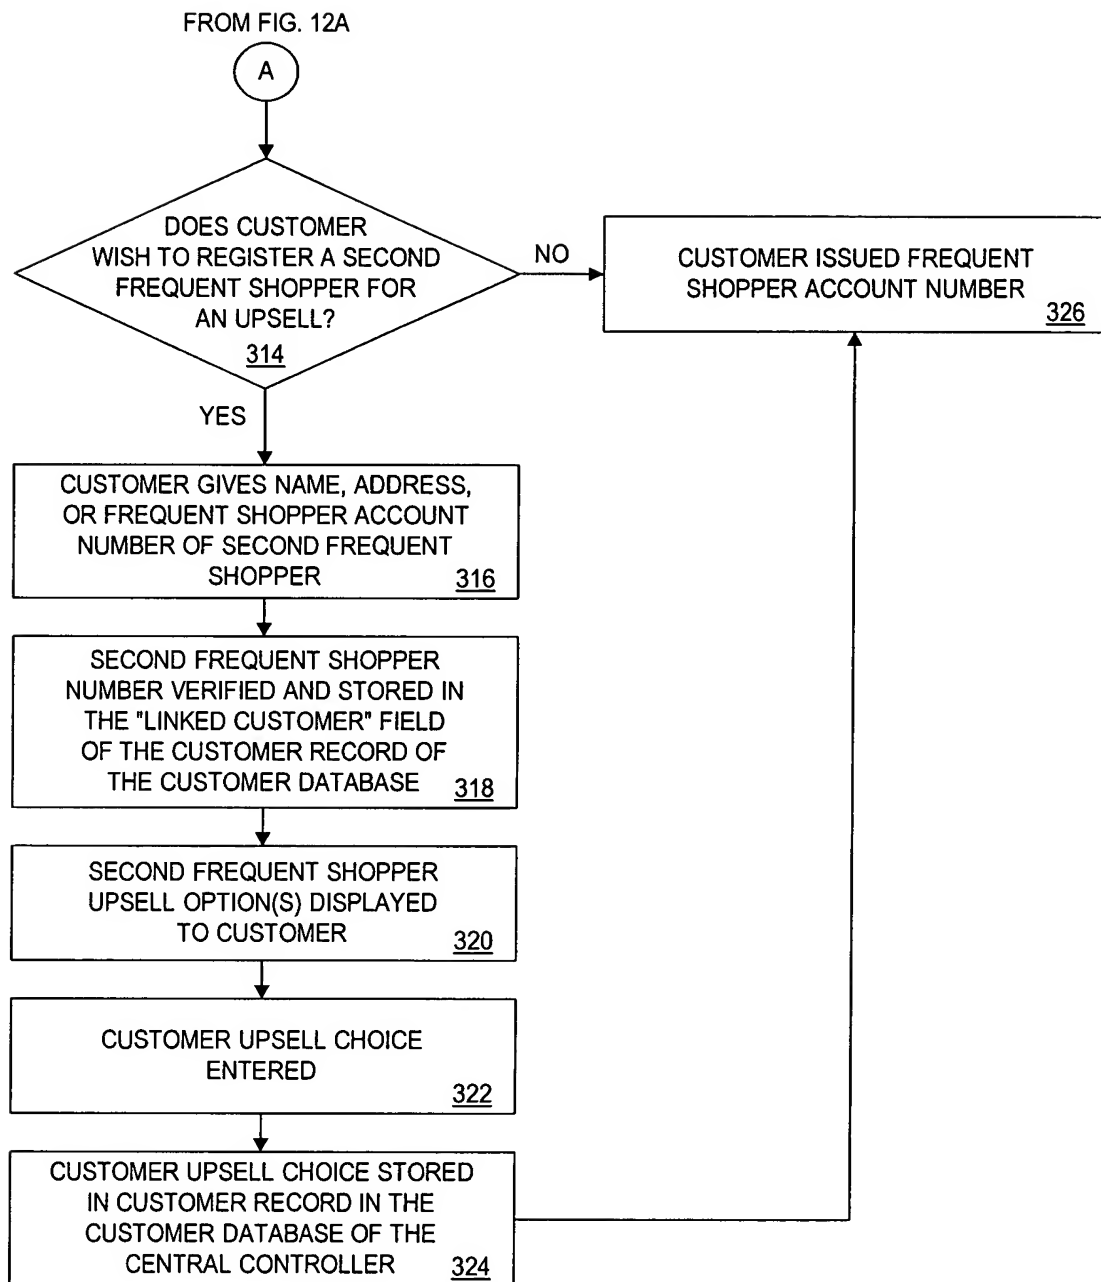 FROM FIG. 12A
A
DOES CUSTOMER
WISH TO REGISTER A SECOND
FREQUENT SHOPPER FOR
AN UPSELL?
314
NO
CUSTOMER ISSUED FREQUENT
SHOPPER ACCOUNT NUMBER
326
YES
CUSTOMER GIVES NAME, ADDRESS,
OR FREQUENT SHOPPER ACCOUNT
NUMBER OF SECOND FREQUENT
SHOPPER
316
SECOND FREQUENT SHOPPER
NUMBER VERIFIED AND STORED IN
THE "LINKED CUSTOMER" FIELD
OF THE CUSTOMER RECORD OF
THE CUSTOMER DATABASE
318
SECOND FREQUENT SHOPPER
UPSELL OPTION(S) DISPLAYED
TO CUSTOMER
320
CUSTOMER UPSELL CHOICE
ENTERED
322
CUSTOMER UPSELL CHOICE STORED
IN CUSTOMER RECORD IN THE
CUSTOMER DATABASE OF THE
CENTRAL CONTROLLER
324